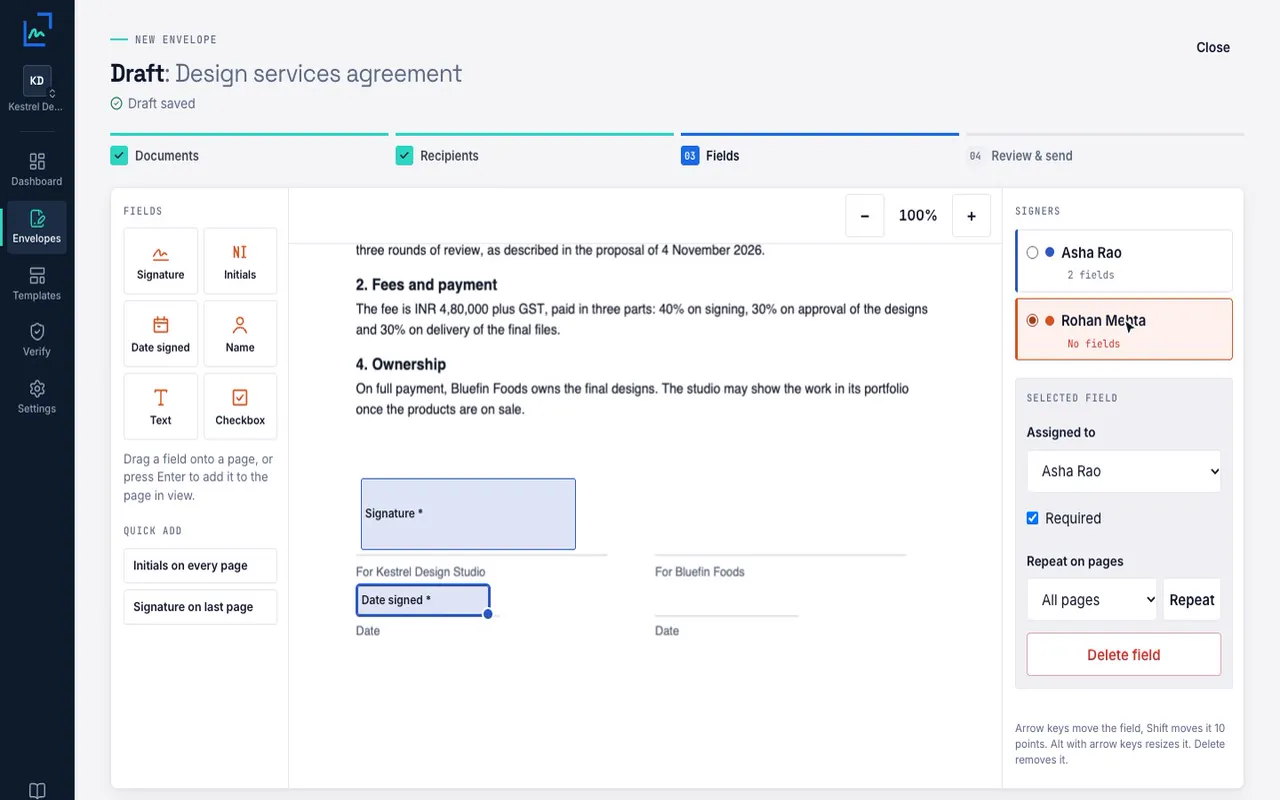 KD
Kestrel De...
Dashboard
Envelopes
Templates
Verify
Settings
NEW ENVELOPE
Draft: Design services agreement
Draft saved
Close
Documents
Recipients
03 Fields
04 Review & send
FIELDS
Signature
NI
Initials
Date signed
Name
Text
Checkbox
Drag a field onto a page, or
press Enter to add it to the
page in view.
QUICK ADD
Initials on every page
Signature on last page
− 100% +
three rounds of review, as described in the proposal of 4 November 2026.
2. Fees and payment
The fee is INR 4,80,000 plus GST, paid in three parts: 40% on signing, 30% on approval of the designs
and 30% on delivery of the final files.
4. Ownership
On full payment, Bluefin Foods owns the final designs. The studio may show the work in its portfolio
once the products are on sale.
Signature *
For Kestrel Design Studio
For Bluefin Foods
Date signed *
Date
Date
SIGNERS
Asha Rao
2 fields
Rohan Mehta
No fields
SELECTED FIELD
Assigned to
Asha Rao
Required
Repeat on pages
All pages
Repeat
Delete field
Arrow keys move the field, Shift moves it 10
points. Alt with arrow keys resizes it. Delete
removes it.